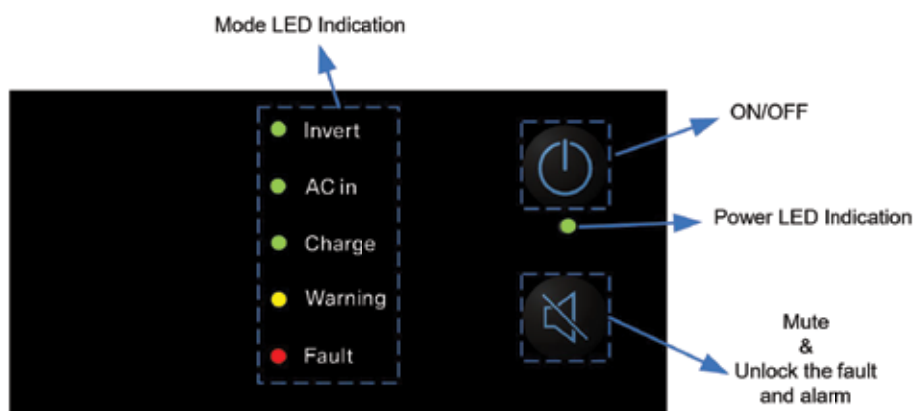 Mode LED Indication
Invert
AC in
Charge
Warning
Fault
ON/OFF
Power LED Indication
Mute
&
Unlock the fault
and alarm